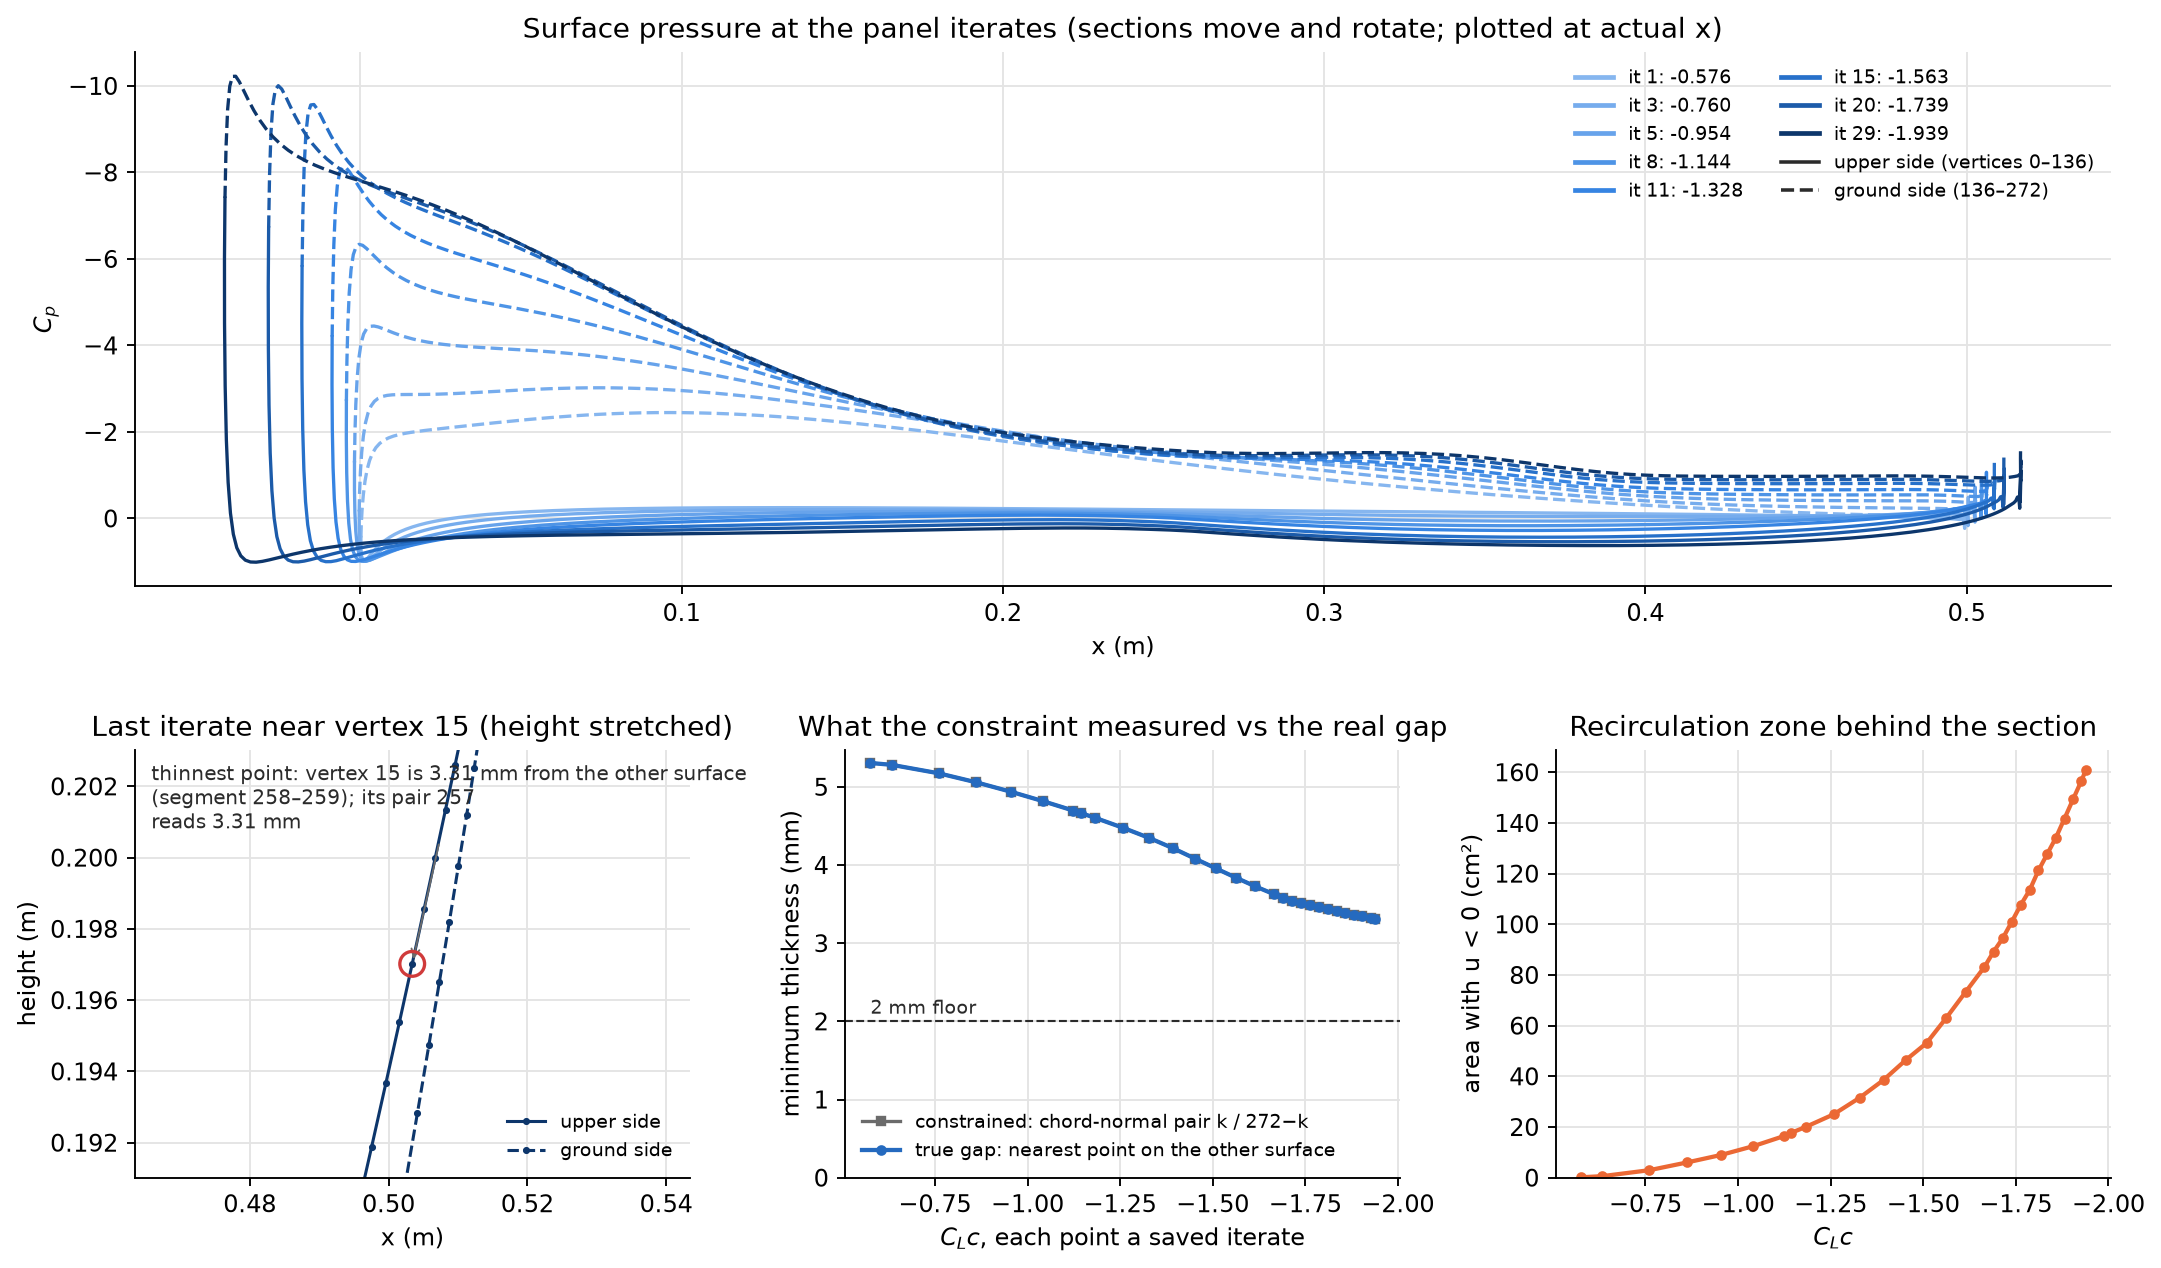 Surface pressure at the panel iterates (sections move and rotate; plotted at actual x)
−10
−8
−6
−4
−2
0
Cp
it 1: -0.576
it 3: -0.760
it 5: -0.954
it 8: -1.144
it 11: -1.328
it 15: -1.563
it 20: -1.739
it 29: -1.939
upper side (vertices 0–136)
ground side (136–272)
0.0
0.1
0.2
0.3
0.4
0.5
x (m)
Last iterate near vertex 15 (height stretched)
thinnest point: vertex 15 is 3.31 mm from the other surface
(segment 258–259); its pair 257
reads 3.31 mm
0.202
0.200
0.198
0.196
0.194
0.192
height (m)
upper side
ground side
0.48
0.50
0.52
0.54
x (m)
What the constraint measured vs the real gap
5
4
3
2
1
0
minimum thickness (mm)
2 mm floor
constrained: chord-normal pair k / 272−k
true gap: nearest point on the other surface
−0.75
−1.00
−1.25
−1.50
−1.75
−2.00
CLc, each point a saved iterate
Recirculation zone behind the section
160
140
120
100
80
60
40
20
0
area with u < 0 (cm²)
−0.75
−1.00
−1.25
−1.50
−1.75
−2.00
CLc